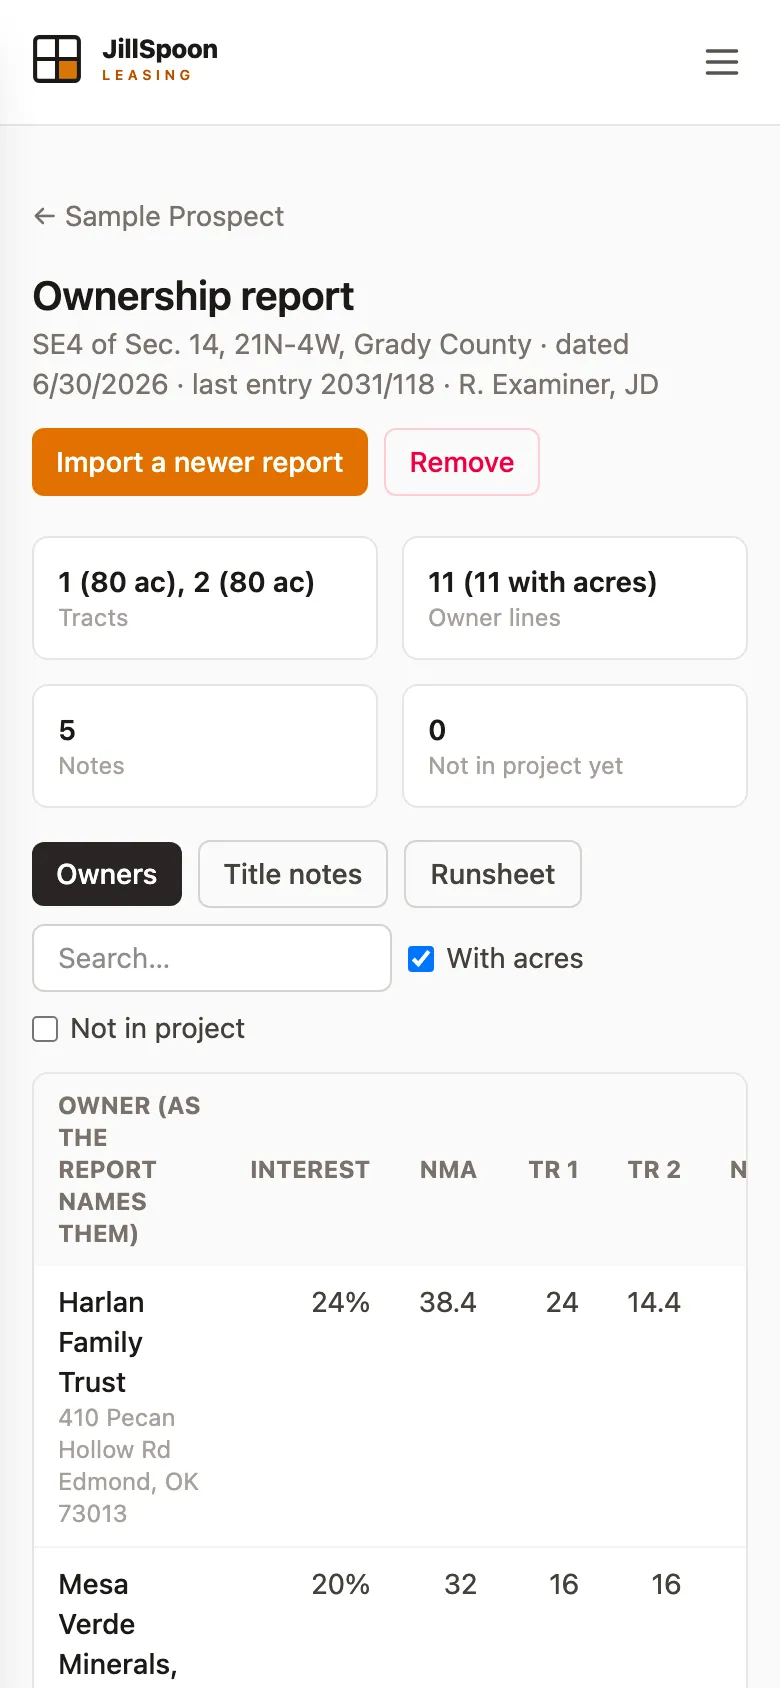 JillSpoon
LEASING
← Sample Prospect
Ownership report
SE4 of Sec. 14, 21N-4W, Grady County · dated
6/30/2026 · last entry 2031/118 · R. Examiner, JD
Import a newer report
Remove
1 (80 ac), 2 (80 ac)
Tracts
11 (11 with acres)
Owner lines
5
Notes
0
Not in project yet
Owners
Title notes
Runsheet
Search...
With acres
Not in project
OWNER (AS
THE
REPORT
NAMES
THEM)
INTEREST
NMA
TR 1
TR 2
N
Harlan
Family
Trust
410 Pecan
Hollow Rd
Edmond, OK
73013
24%
38.4
24
14.4
Mesa
Verde
Minerals,
20%
32
16
16